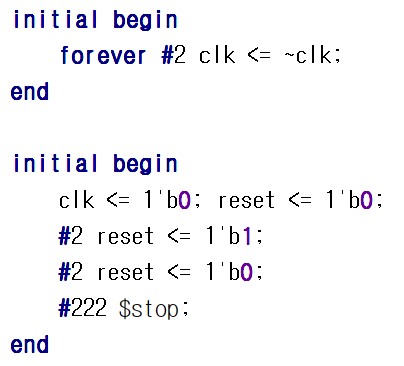 initial begin
forever #2 clk <= ~clk;
end
initial begin
clk <= 1'b0; reset <= 1'b0;
#2 reset <= 1'b1;
#2 reset <= 1'b0;
#222 $stop;
end